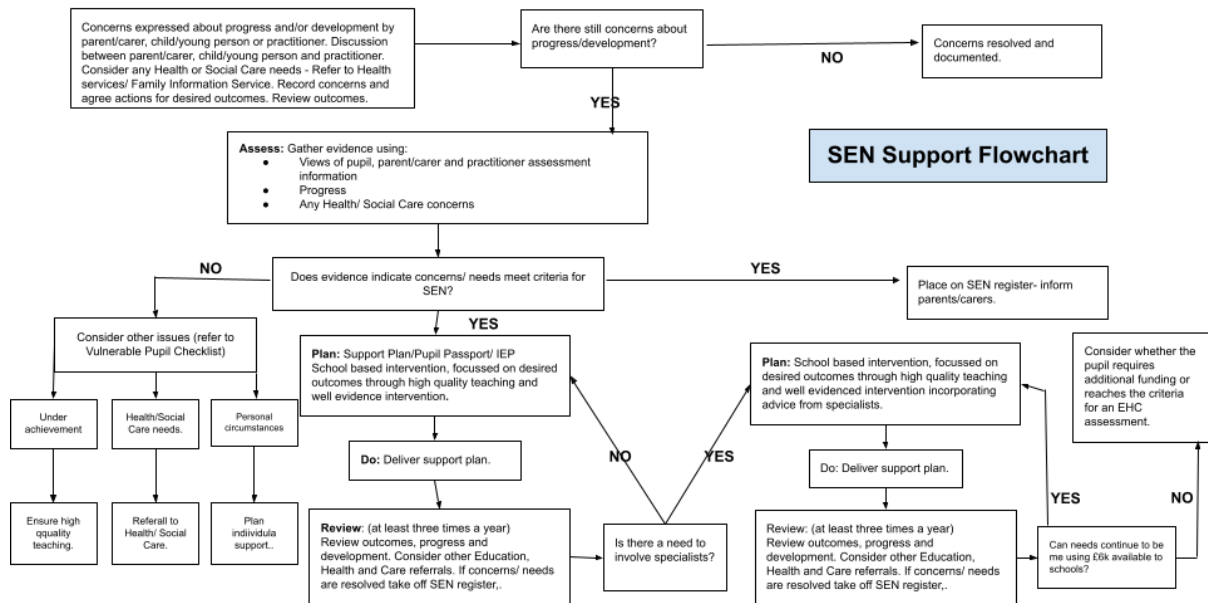 Concerns expressed about progress and/or development by
parent/carer, child/young person or practitioner. Discussion
between parent/carer, child/young person and practitioner.
Consider any Health or Social Care needs - Refer to Health
services/ Family Information Service. Record concerns and
agree actions for desired outcomes. Review outcomes.
Are there still concerns about
progress/development?
NO
Concerns resolved and
documented.
YES
SEN Support Flowchart
Assess: Gather evidence using:
● Views of pupil, parent/carer and practitioner assessment
information
● Progress
● Any Health/ Social Care concerns
NO
Does evidence indicate concerns/ needs meet criteria for
SEN?
YES
Place on SEN register- inform
parents/carers.
YES
Consider other issues (refer to
Vulnerable Pupil Checklist)
Under
achievement
Health/Social
Care needs.
Personal
circumstances
Ensure high
qquality
teaching.
Referall to
Health/ Social
Care.
Plan
indiividula
support..
Plan: Support Plan/Pupil Passport/ IEP
School based intervention, focussed on desired
outcomes through high quality teaching and
well evidence intervention.
Do: Deliver support plan.
Review: (at least three times a year)
Review outcomes, progress and
development. Consider other Education,
Health and Care referrals. If concerns/ needs
are resolved take off SEN register,.
NO
YES
Is there a need to
involve specialists?
Plan: School based intervention, focussed on
desired outcomes through high quality teaching
and well evidenced intervention incorporating
advice from specialists.
Do: Deliver support plan.
Review: (at least three times a year)
Review outcomes, progress and
development. Consider other Education,
Health and Care referrals. If concerns/ needs
are resolved take off SEN register,.
YES
NO
Can needs continue to be
me using £6k available to
schools?
Consider whether the
pupil requires
additional funding or
reaches the criteria
for an EHC
assessment.